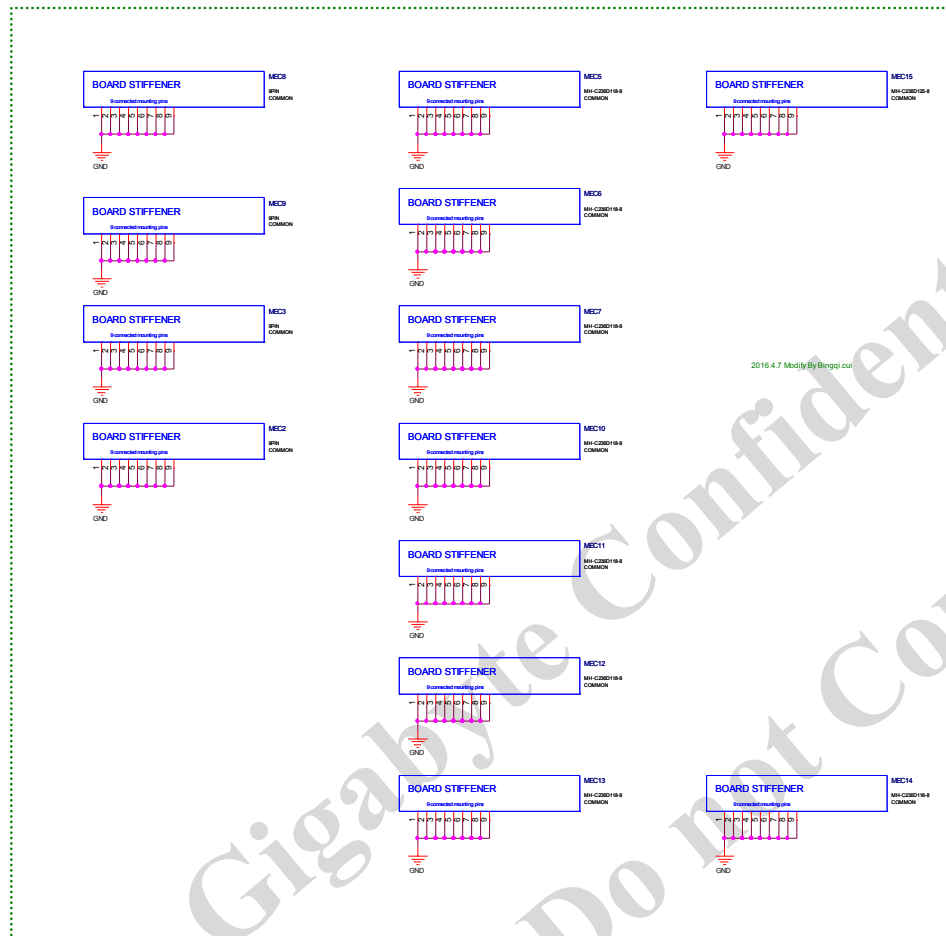 BOARD STIFFENER
9 connected mounting pins
MEC8
9PIN
COMMON
1 2 3 4 5 6 7 8 9
GND
BOARD STIFFENER
9 connected mounting pins
MEC5
MH-C236D118-8
COMMON
1 2 3 4 5 6 7 8 9
GND
BOARD STIFFENER
9 connected mounting pins
MEC15
MH-C236D125-8
COMMON
1 2 3 4 5 6 7 8 9
GND
BOARD STIFFENER
9 connected mounting pins
MEC9
9PIN
COMMON
1 2 3 4 5 6 7 8 9
GND
BOARD STIFFENER
9 connected mounting pins
MEC6
MH-C236D118-8
COMMON
1 2 3 4 5 6 7 8 9
GND
BOARD STIFFENER
9 connected mounting pins
MEC3
9PIN
COMMON
1 2 3 4 5 6 7 8 9
GND
BOARD STIFFENER
9 connected mounting pins
MEC7
MH-C236D118-8
COMMON
1 2 3 4 5 6 7 8 9
GND
2016.4.7 Modify By Bingqi.cui
BOARD STIFFENER
9 connected mounting pins
MEC2
9PIN
COMMON
1 2 3 4 5 6 7 8 9
GND
BOARD STIFFENER
9 connected mounting pins
MEC10
MH-C236D118-8
COMMON
1 2 3 4 5 6 7 8 9
GND
BOARD STIFFENER
9 connected mounting pins
MEC11
MH-C236D118-8
COMMON
1 2 3 4 5 6 7 8 9
GND
BOARD STIFFENER
9 connected mounting pins
MEC12
MH-C236D118-8
COMMON
1 2 3 4 5 6 7 8 9
GND
BOARD STIFFENER
9 connected mounting pins
MEC13
MH-C236D118-8
COMMON
1 2 3 4 5 6 7 8 9
GND
BOARD STIFFENER
9 connected mounting pins
MEC14
MH-C236D118-8
COMMON
1 2 3 4 5 6 7 8 9
GND
Gigabyte Confident
Do not Co